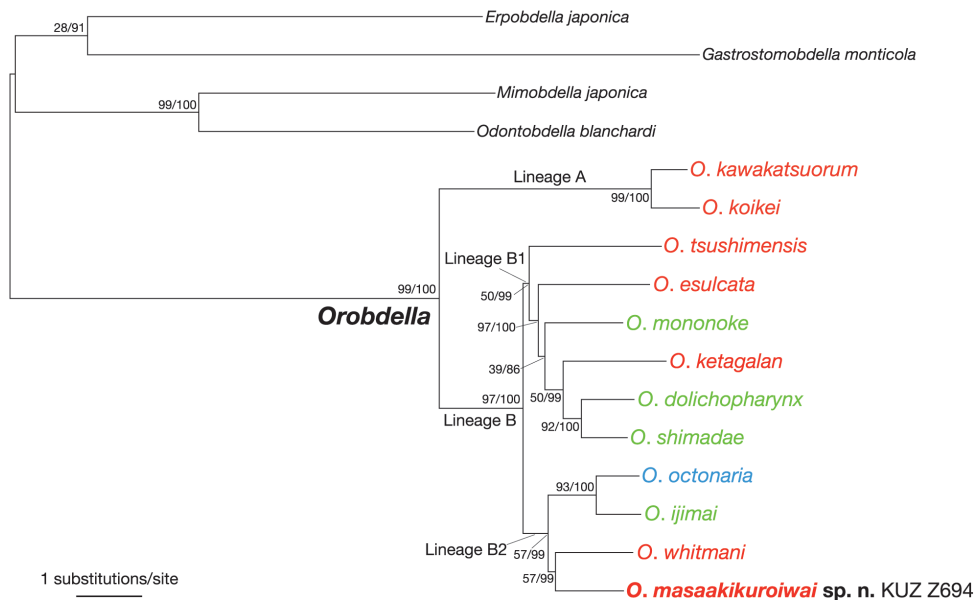 Erpobdella japonica
28/91
Gastrostomobdella monticola
Mimobdella japonica
99/100
Odontobdella blanchardi
O. kawakatsuorum
Lineage A
99/100
O. koikei
O. tsushimensis
Lineage B1
O. esulcata
99/100
50/99
Orobdella
O. mononoke
97/100
O. ketagalan
39/86
97/100
50/99
O. dolichopharynx
Lineage B
92/100
O. shimadae
O. octonaria
93/100
O. ijimai
Lineage B2
57/99
O. whitmani
57/99
1 substitutions/site
O. masaakikuroiwai sp. n. KUZ Z694